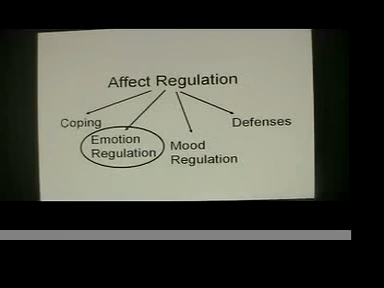 Affect Regulation
Coping
Emotion
Regulation
Mood
Regulation
Defenses